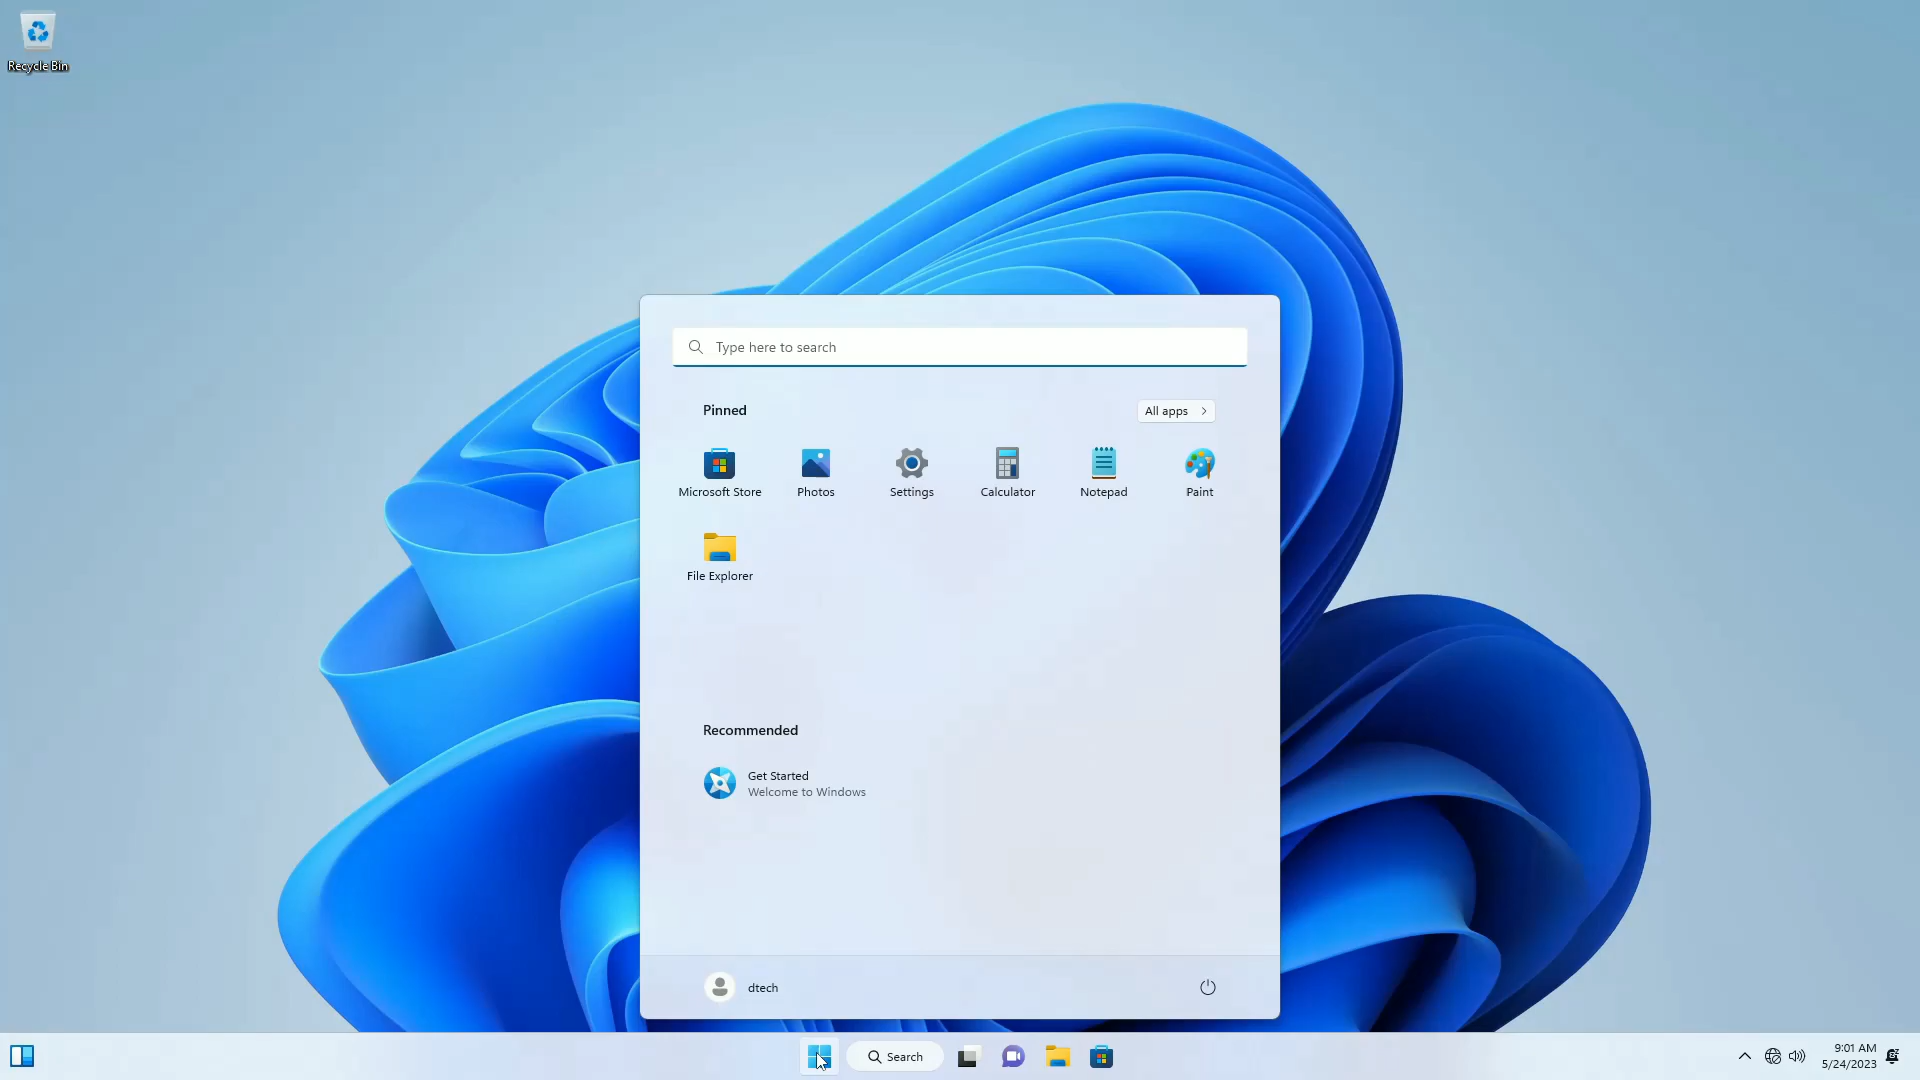 Recycle Bin
Type here to search
Pinned
All apps
Microsoft Store
Photos
Settings
Calculator
Notepad
Paint
File Explorer
Recommended
Get Started
Welcome to Windows
dtech
Search
9:01 AM
5/24/2023